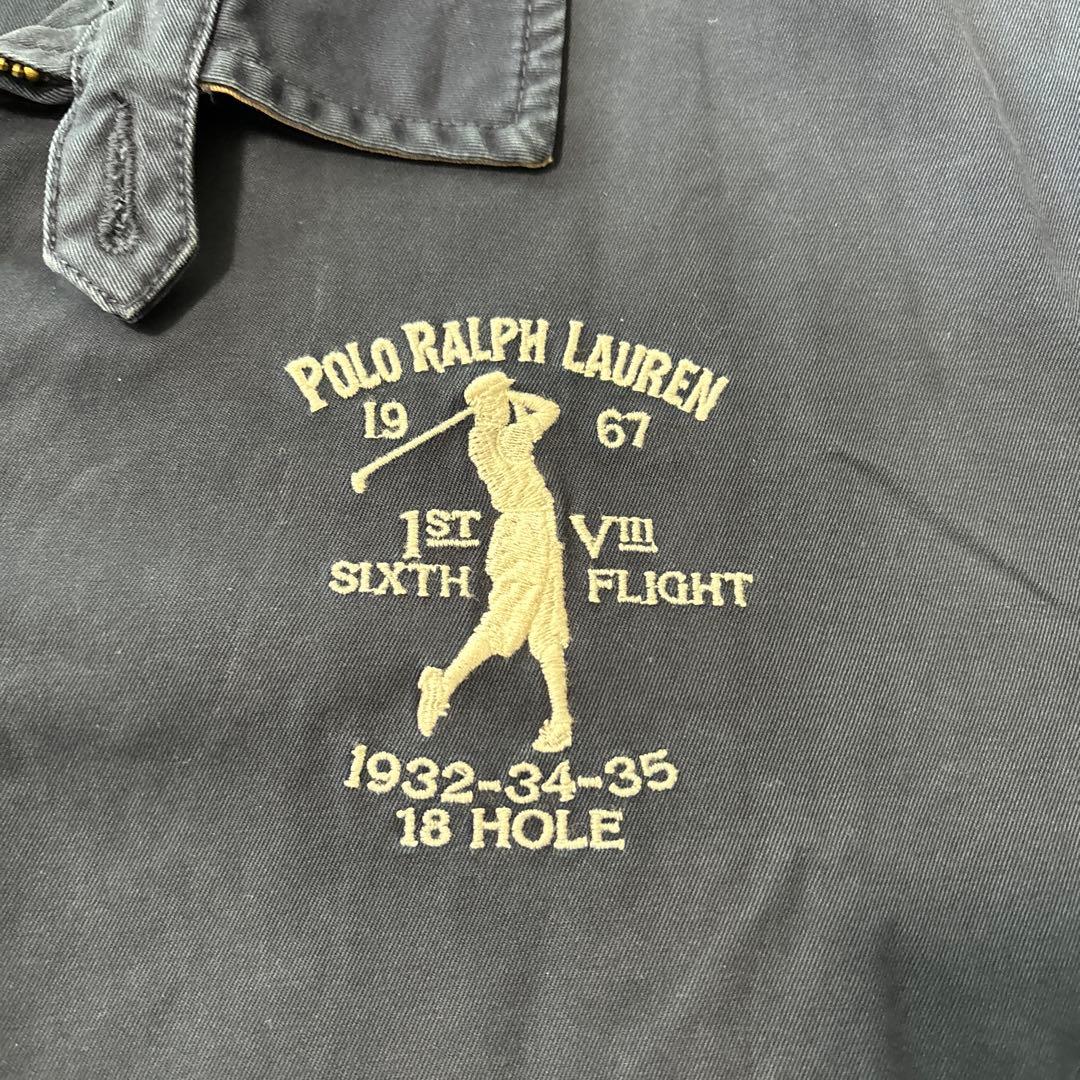 POLO RALPH LAUREN
19 67
1ST VIII
SIXTH FLIGHT
1932-34-35
18 HOLE